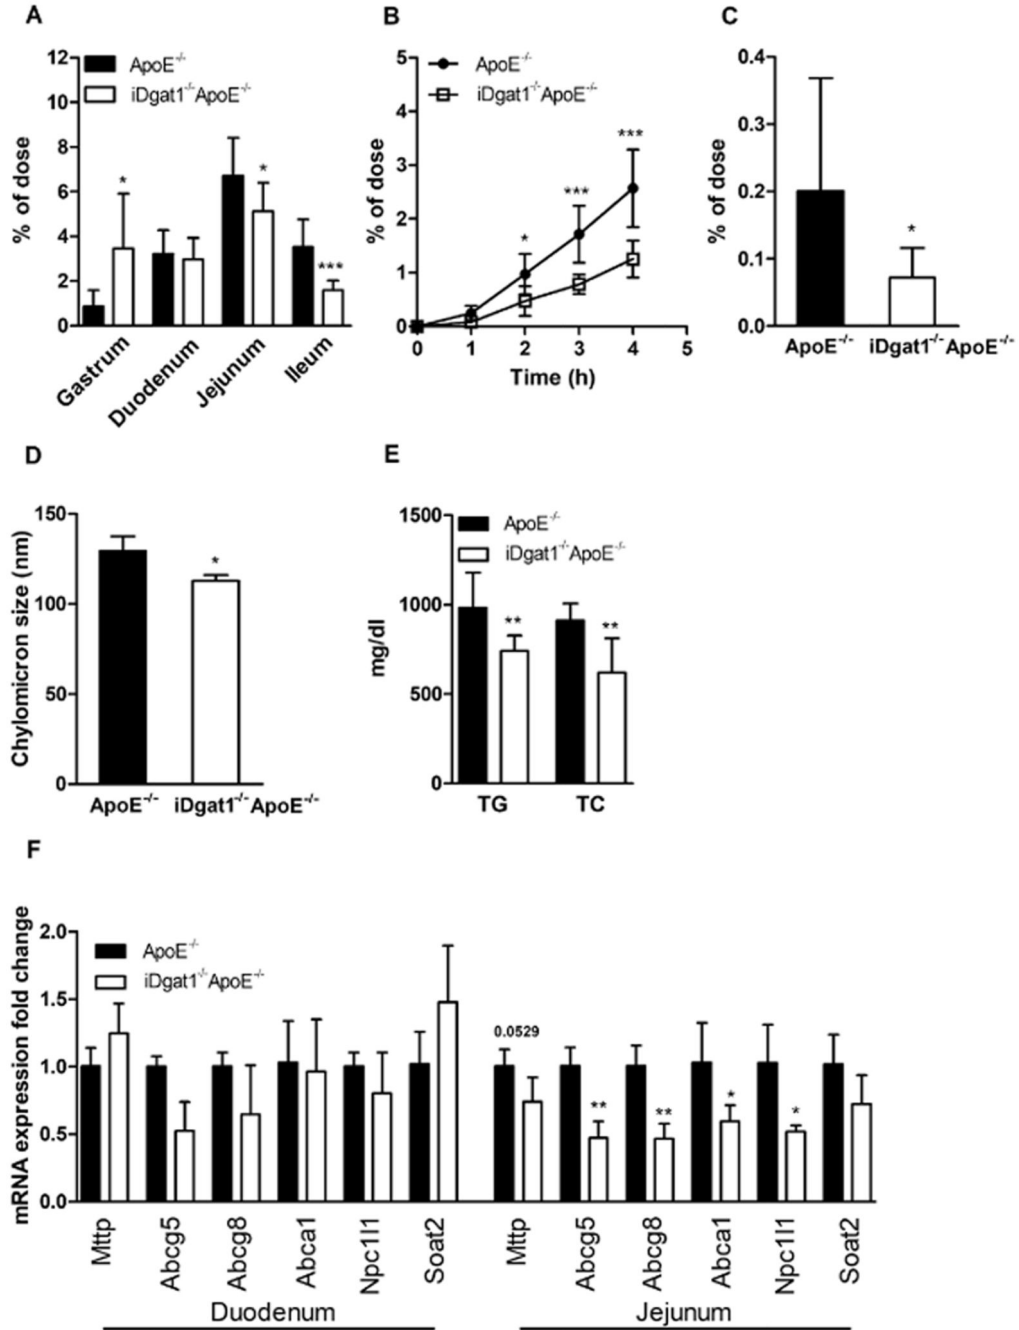 A
% of dose
12
10
8
6
4
2
0
ApoE-/-
iDgat1-/-ApoE-/-
*
*
***
Gastrum
Duodenum
Jejunum
Ileum
B
% of dose
5
4
3
2
1
0
ApoE-/-
iDgat1-/-ApoE-/-
*
***
***
0 1 2 3 4 5
Time (h)
C
% of dose
0.4
0.3
0.2
0.1
0.0
*
ApoE-/- iDgat1-/-ApoE-/-
D
Chylomicron size (nm)
150
100
50
0
*
ApoE-/- iDgat1-/-ApoE-/-
E
mg/dl
1500
1000
500
0
ApoE-/-
iDgat1-/-ApoE-/-
**
**
TG TC
F
mRNA expression fold change
2.0
1.5
1.0
0.5
0.0
ApoE-/-
iDgat1-/-ApoE-/-
0.0529
**
**
*
*
Mttp
Abcg5
Abcg8
Abca1
Npc1l1
Soat2
Mttp
Abcg5
Abcg8
Abca1
Npc1l1
Soat2
Duodenum
Jejunum